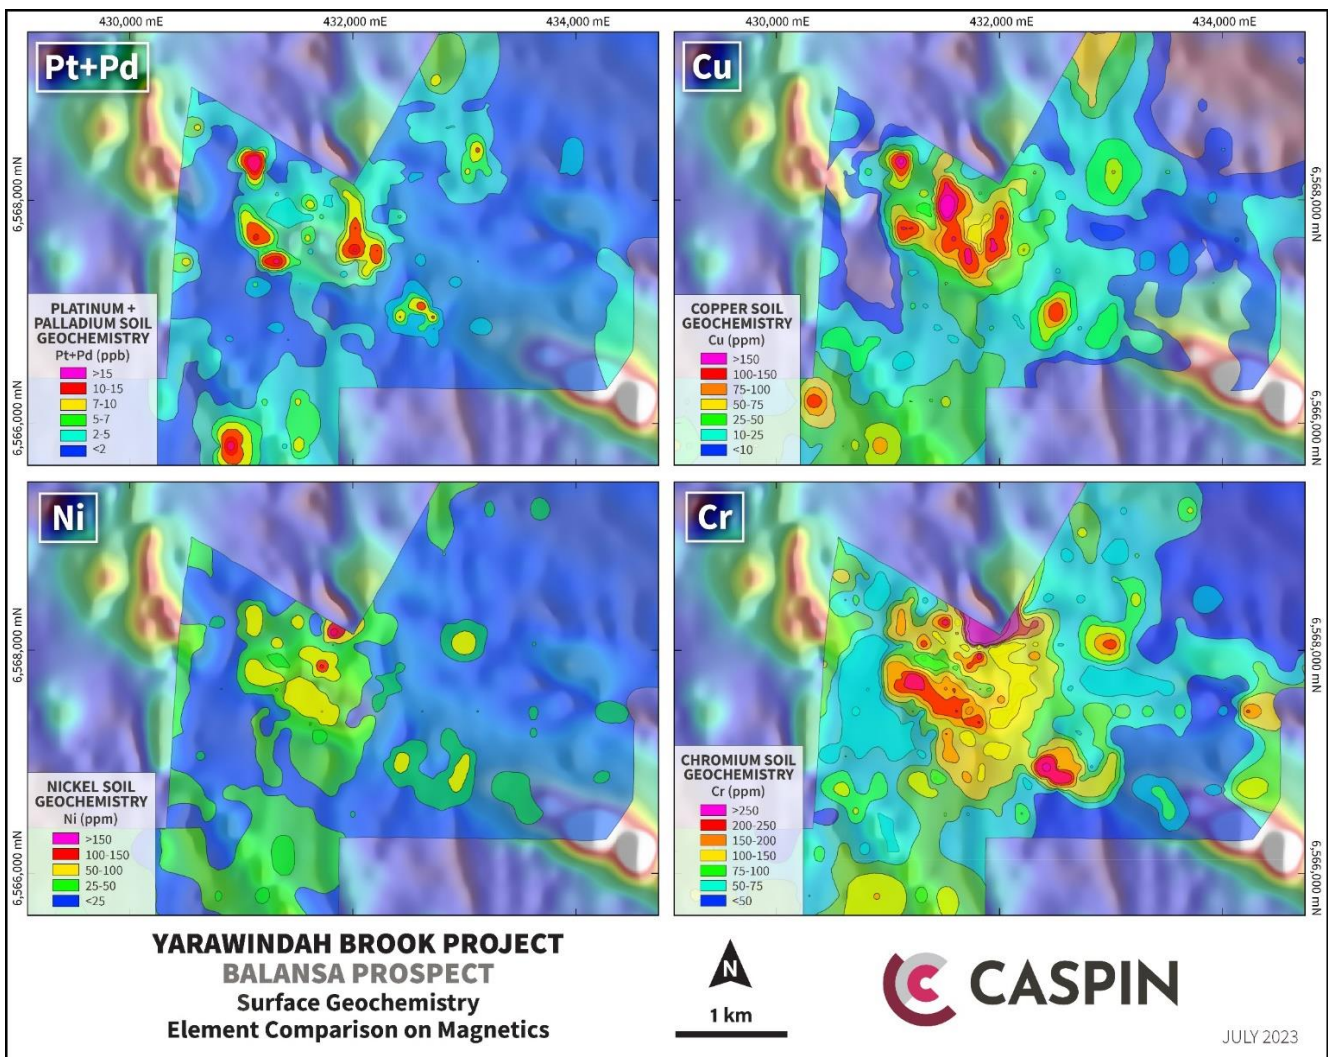 430,000 mE
432,000 mE
434,000 mE
430,000 mE
432,000 mE
434,000 mE
Pt+Pd
6,568,000 mN
6,566,000 mN
PLATINUM +
PALLADIUM SOIL
GEOCHEMISTRY
Pt+Pd (ppb)
>15
10-15
7-10
5-7
2-5
<2
Cu
6,568,000 mN
6,566,000 mN
COPPER SOIL
GEOCHEMISTRY
Cu (ppm)
>150
100-150
75-100
50-75
25-50
10-25
<10
Ni
6,568,000 mN
6,566,000 mN
NICKEL SOIL
GEOCHEMISTRY
Ni (ppm)
>150
100-150
50-100
25-50
<25
Cr
6,568,000 mN
6,566,000 mN
CHROMIUM SOIL
GEOCHEMISTRY
Cr (ppm)
>250
200-250
150-200
100-150
75-100
50-75
<50
YARAWINDAH BROOK PROJECT
BALANSA PROSPECT
Surface Geochemistry
Element Comparison on Magnetics
N
1 km
CASPIN
JULY 2023